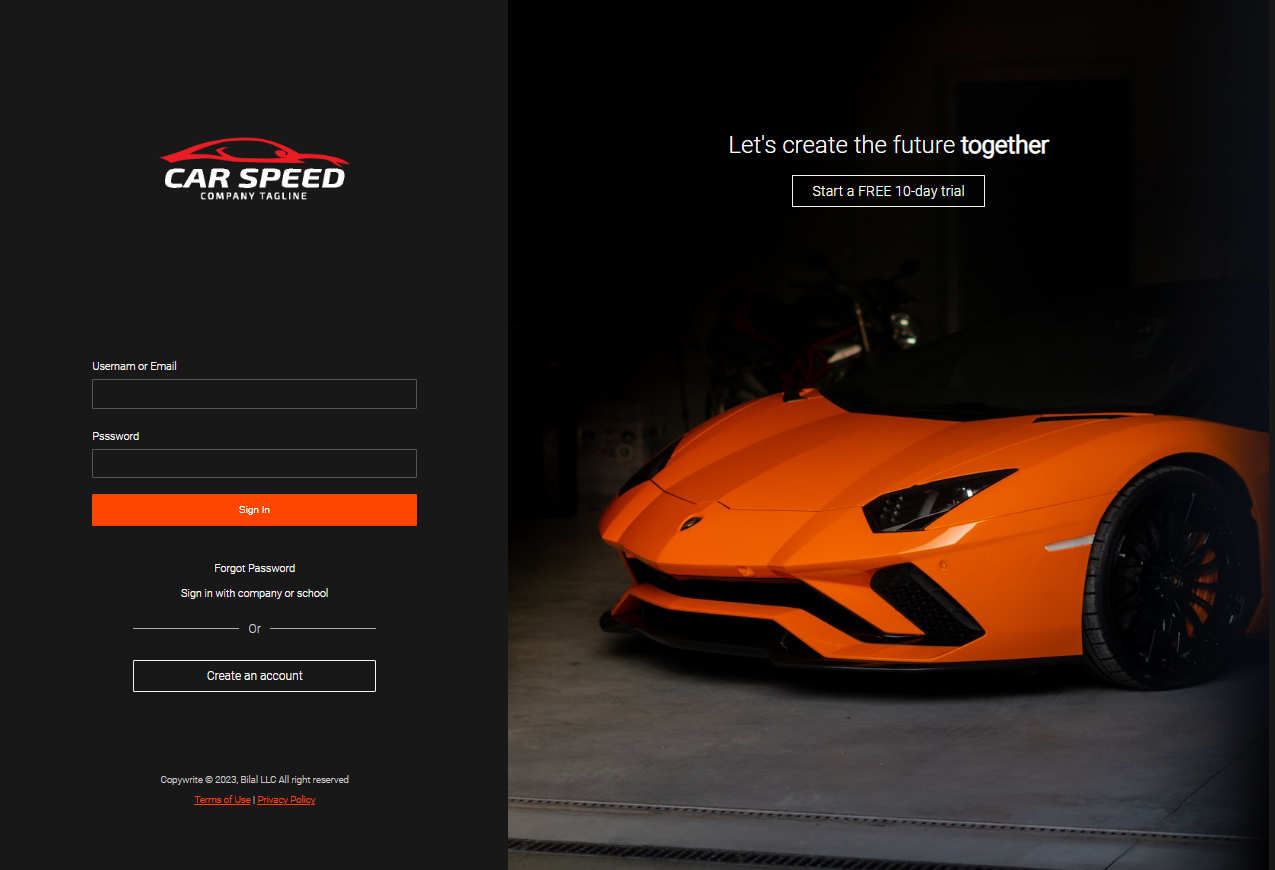 CAR SPEED
COMPANY TAGLINE
Usernam or Email
Pssword
Sign In
Forgot Password
Sign in with company or school
Or
Create an account
Copywrite © 2023, Bilal LLC All right reserved
Terms of Use | Privacy Policy
Let's create the future together
Start a FREE 10-day trial